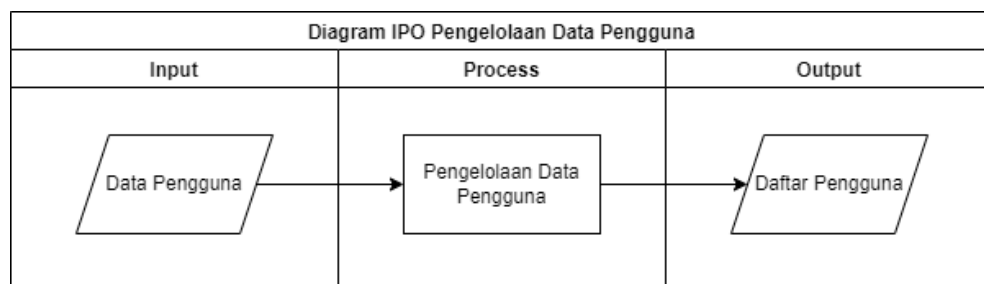 Diagram IPO Pengelolaan Data Pengguna
Input
Process
Output
Data Pengguna
Pengelolaan Data
Pengguna
Daftar Pengguna